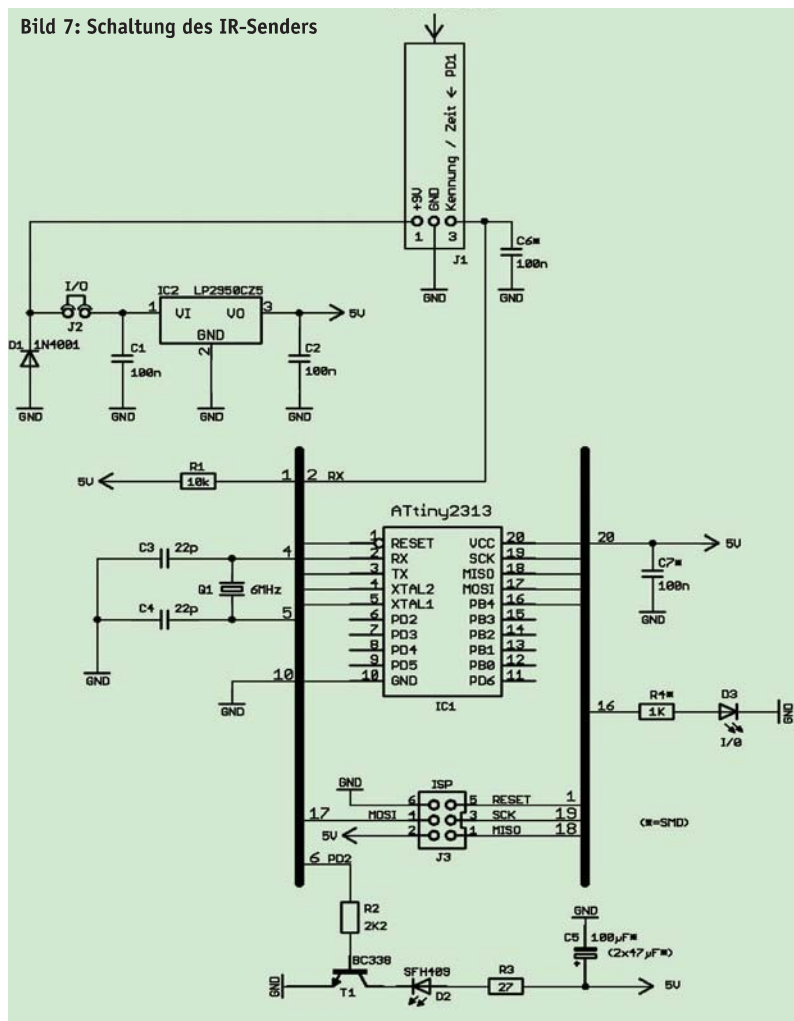 Bild 7: Schaltung des IR-Senders
Kennung / Zeit ← PD1
+9V
GND
1 3
J1
C6*
100n
GND
GND
I/O
J2
IC2 LP2950CZ5
1
VI VO
3
GND
2
5V
D1
1N4001
C1
100n
C2
100n
GND
GND
GND
GND
5V
R1
10k
1
2 RX
ATtiny2313
1 RESET VCC 20
2 RX SCK 19
3 TX MISO 18
4 XTAL2 MOSI 17
5 XTAL1 PB4 16
6 PD2 PB3 15
7 PD3 PB2 14
8 PD4 PB1 13
9 PD5 PB0 12
10 GND PD6 11
IC1
C3 22p
4
Q1 6MHz
C4 22p
5
GND
10
GND
20
5V
C7*
100n
GND
16
R4*
1K
D3
I/0
GND
GND
ISP
6 5 RESET 1
17 MOSI 4 3 SCK 19
5V 2 1 MISO 18
J3
(*=SMD)
6 PD2
R2
2K2
BC338
T1
GND
SFH409
D2
R3
27
GND
C5 100µF*
(2x47µF*)
+
5V